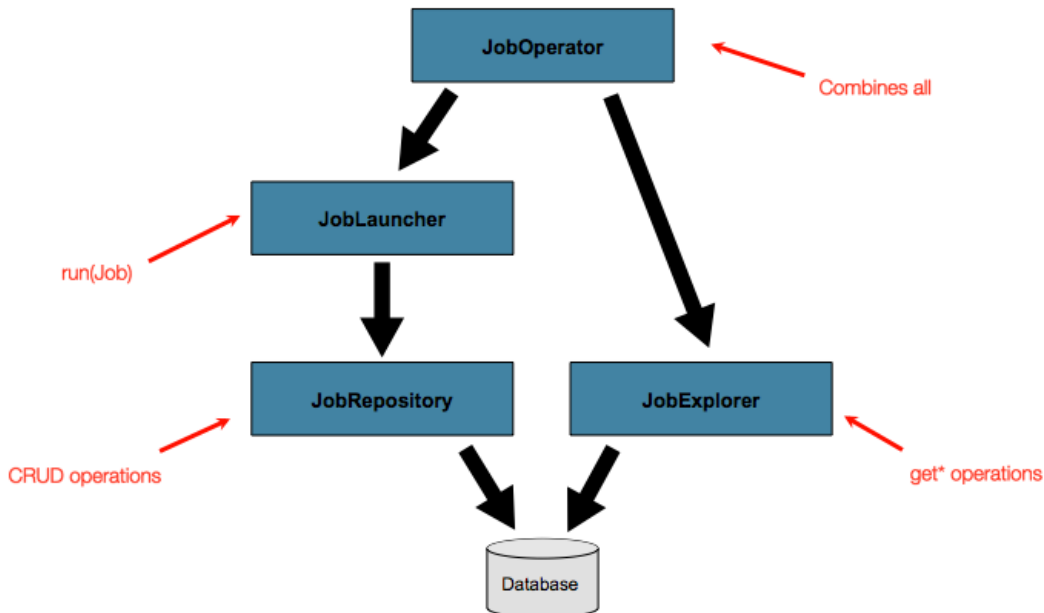 JobOperator
Combines all
JobLauncher
run(Job)
JobRepository
JobExplorer
CRUD operations
get* operations
Database